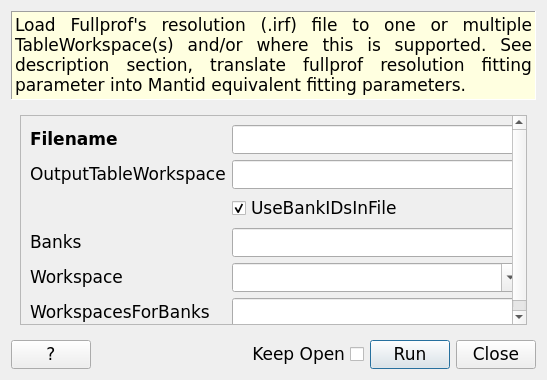 Load Fullprof's resolution (.irf) file to one or multiple
TableWorkspace(s) and/or where this is supported. See
description section, translate fullprof resolution fitting
parameter into Mantid equivalent fitting parameters.
Filename
OutputTableWorkspace
UseBankIDsInFile
Banks
Workspace
WorkspacesForBanks
? Keep Open Run Close